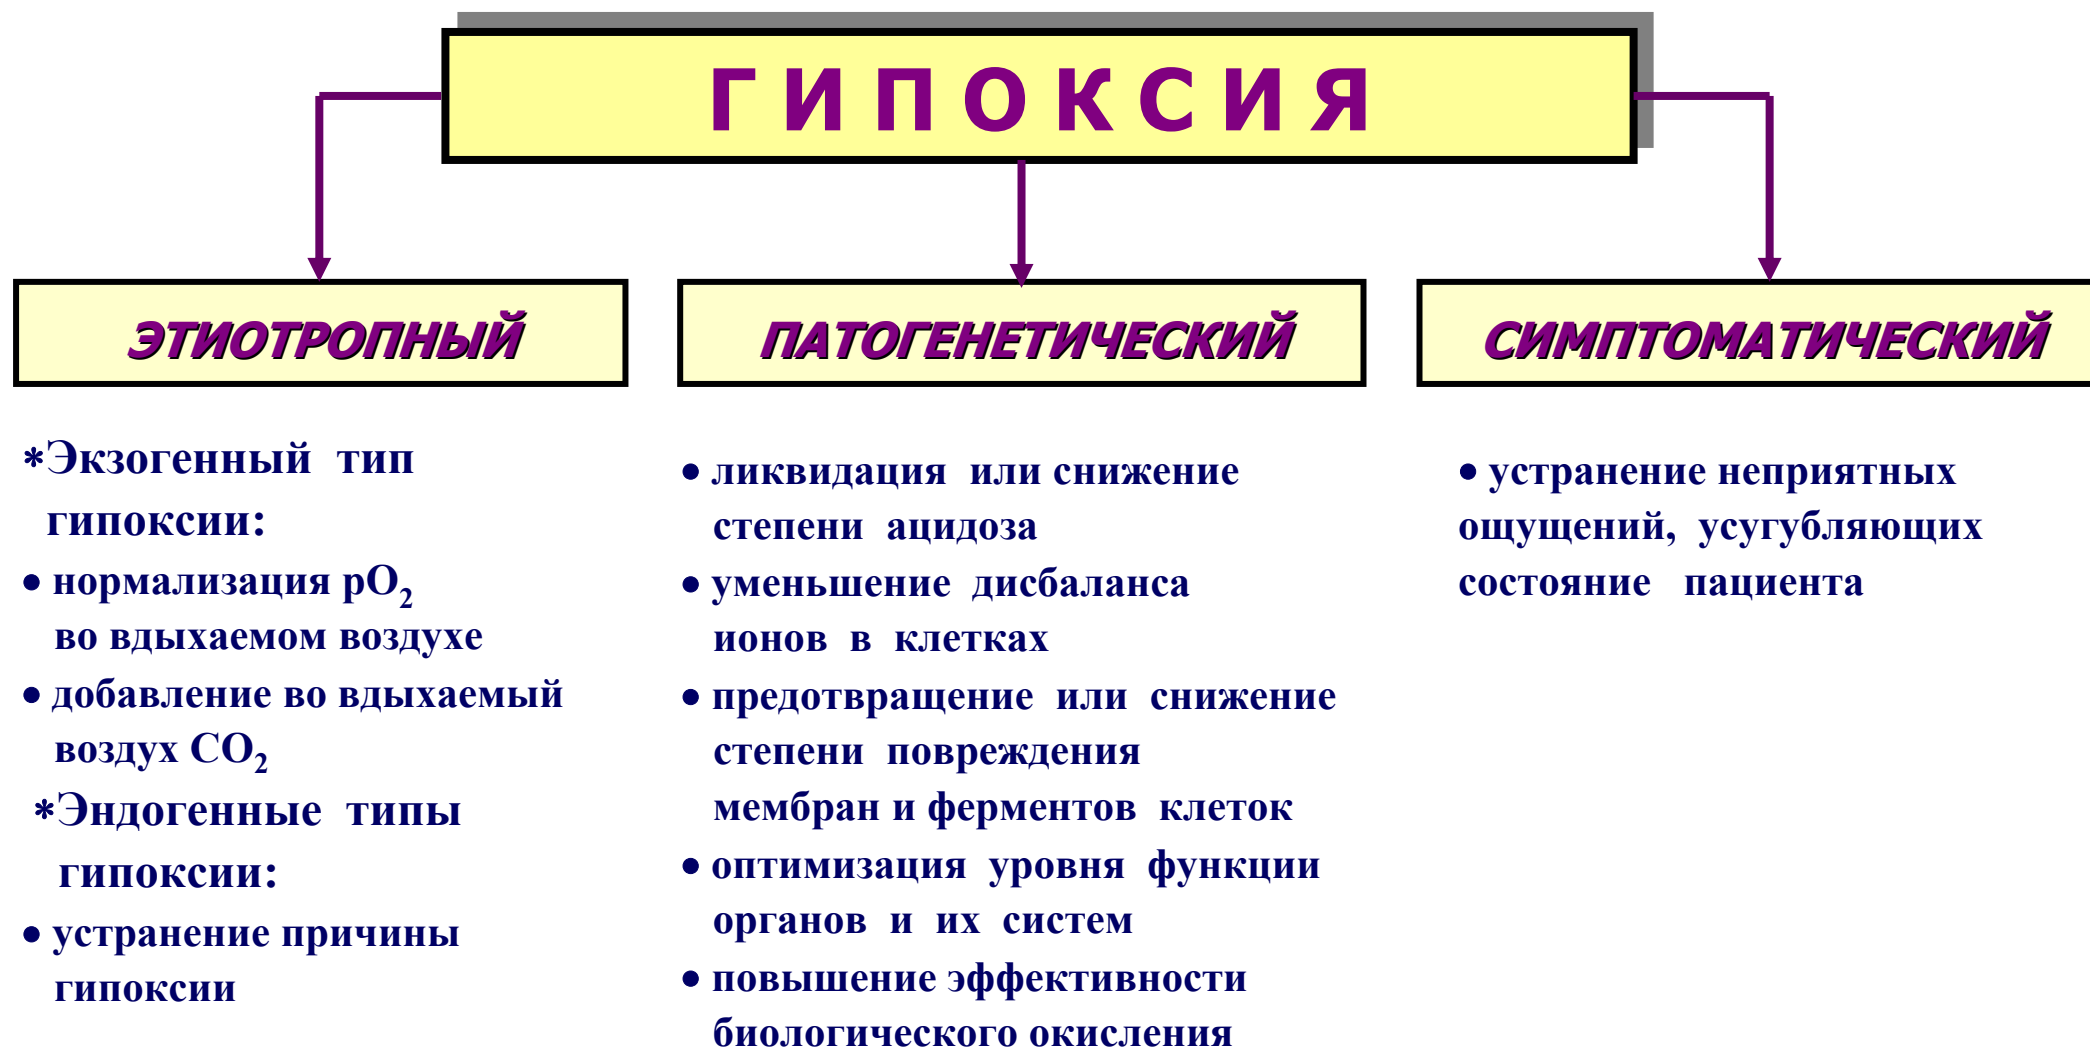 ГИПОКСИЯ
ЭТИОТРОПНЫЙ
*Экзогенный тип
гипоксии:
• нормализация pO₂
во вдыхаемом воздухе
• добавление во вдыхаемый
воздух CO₂
*Эндогенные типы
гипоксии:
• устранение причины
гипоксии
ПАТОГЕНЕТИЧЕСКИЙ
• ликвидация или снижение
степени ацидоза
• уменьшение дисбаланса
ионов в клетках
• предотвращение или снижение
степени повреждения
мембран и ферментов клеток
• оптимизация уровня функции
органов и их систем
• повышение эффективности
биологического окисления
СИМПТОМАТИЧЕСКИЙ
• устранение неприятных
ощущений, усугубляющих
состояние пациента